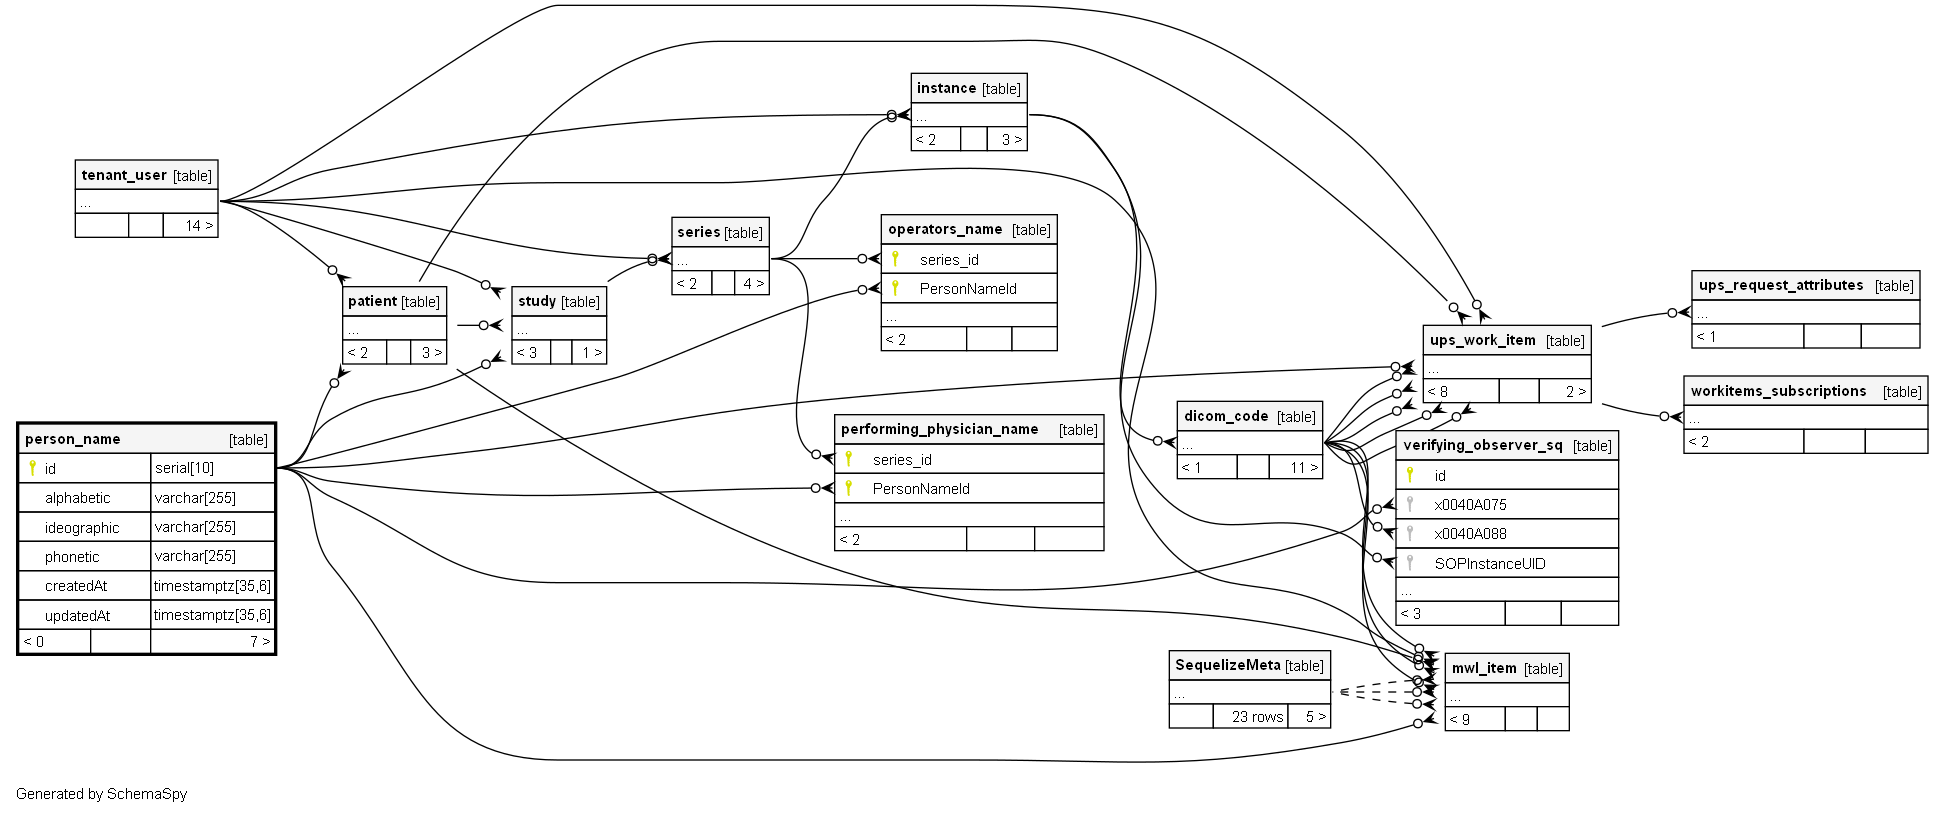 instance [table]
...
< 2 3 >
tenant_user [table]
...
14 >
series [table]
...
< 2 4 >
operators_name [table]
series_id
PersonNameId
...
< 2
patient [table]
...
< 2 3 >
study [table]
...
< 3 1 >
ups_request_attributes [table]
...
< 1
ups_work_item [table]
...
< 8 2 >
workitems_subscriptions [table]
...
< 2
person_name [table]
id serial[10]
alphabetic varchar[255]
ideographic varchar[255]
phonetic varchar[255]
createdAt timestamptz[35,6]
updatedAt timestamptz[35,6]
< 0 7 >
performing_physician_name [table]
series_id
PersonNameId
...
< 2
dicom_code [table]
...
< 1 11 >
verifying_observer_sq [table]
id
x0040A075
x0040A088
SOPInstanceUID
...
< 3
SequelizeMeta [table]
...
23 rows 5 >
mwl_item [table]
...
< 9
Generated by SchemaSpy